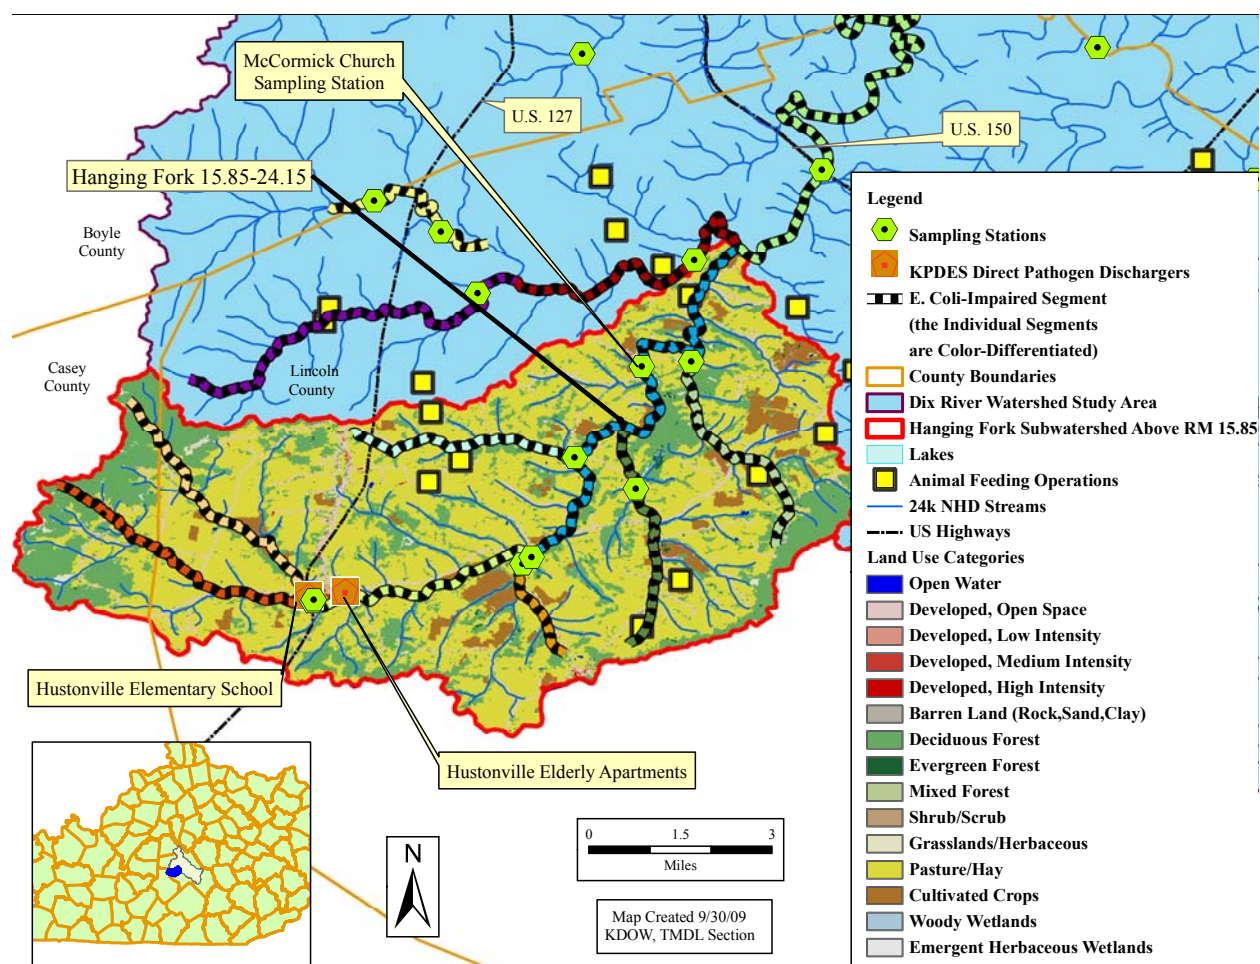 McCormick Church
Sampling Station
U.S. 127
U.S. 150
Hanging Fork 15.85-24.15
Boyle
County
Casey
County
Lincoln
County
Hustonville Elementary School
Hustonville Elderly Apartments
N
0 1.5 3
Miles
Map Created 9/30/09
KDOW, TMDL Section
Legend
Sampling Stations
KPDES Direct Pathogen Dischargers
E. Coli-Impaired Segment
(the Individual Segments
are Color-Differentiated)
County Boundaries
Dix River Watershed Study Area
Hanging Fork Subwatershed Above RM 15.85
Lakes
Animal Feeding Operations
24k NHD Streams
US Highways
Land Use Categories
Open Water
Developed, Open Space
Developed, Low Intensity
Developed, Medium Intensity
Developed, High Intensity
Barren Land (Rock,Sand,Clay)
Deciduous Forest
Evergreen Forest
Mixed Forest
Shrub/Scrub
Grasslands/Herbaceous
Pasture/Hay
Cultivated Crops
Woody Wetlands
Emergent Herbaceous Wetlands